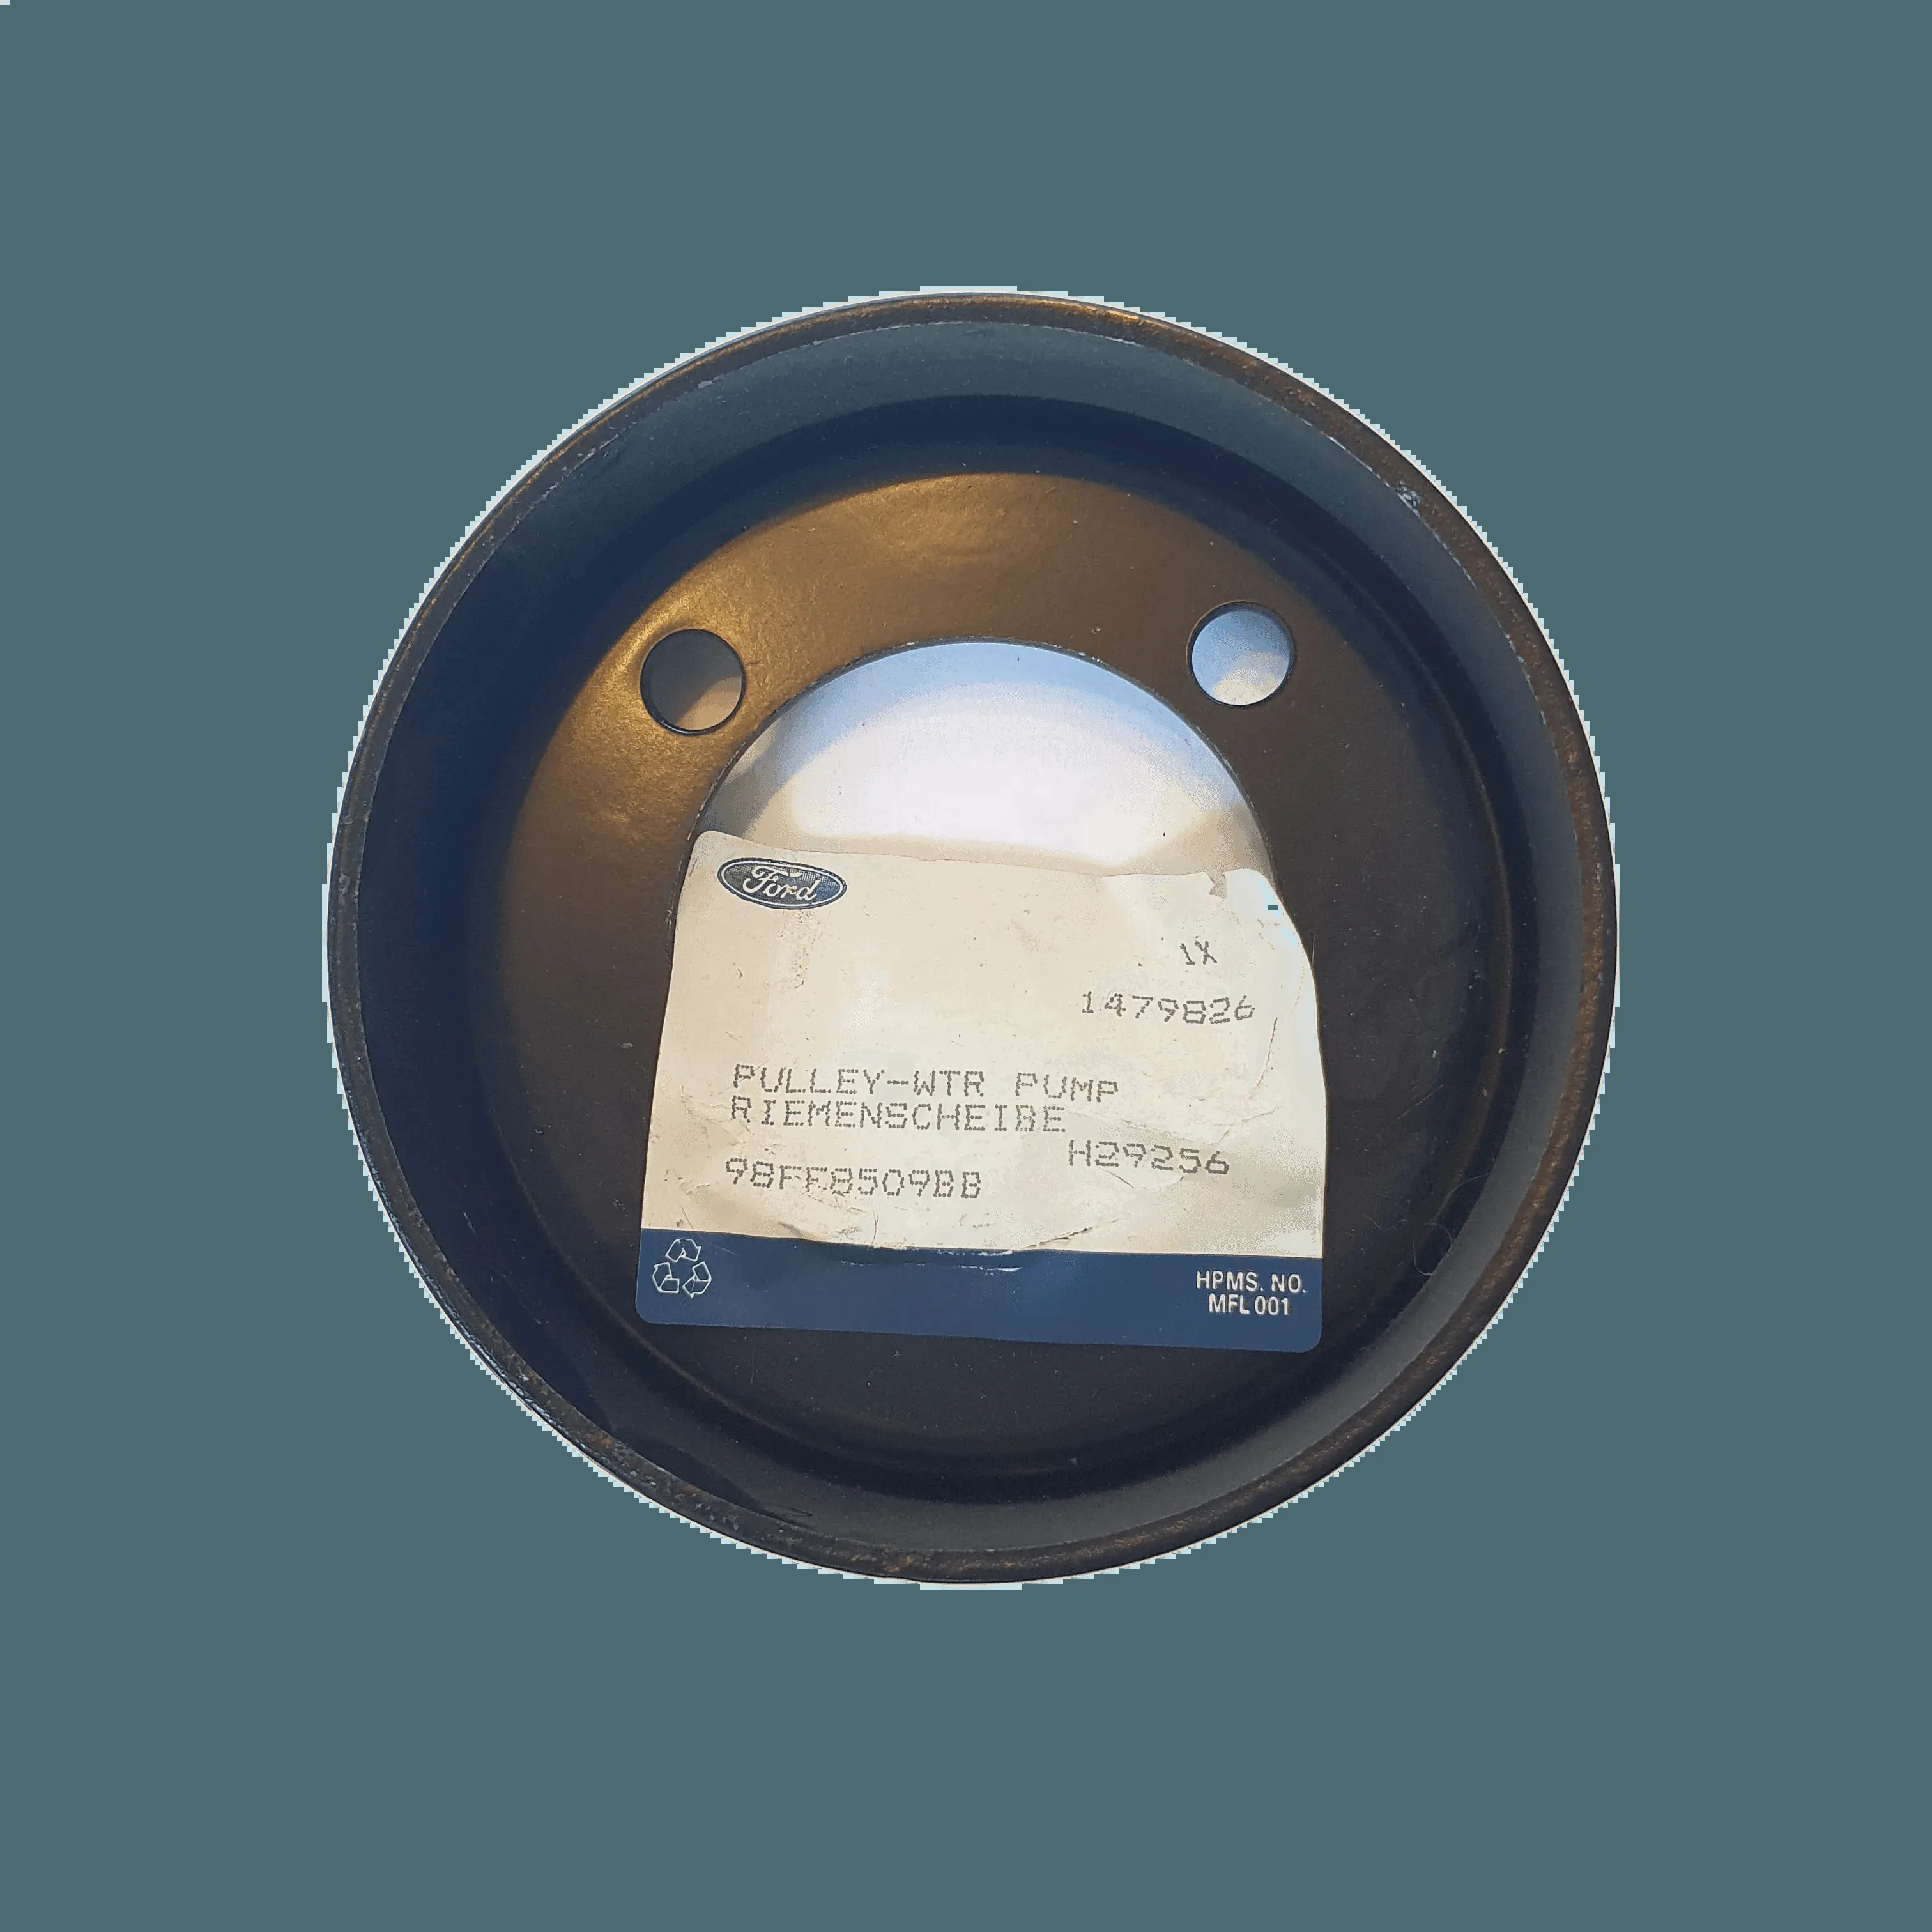 Ford
1X
1479826
PULLEY-WTR PUMP
RIEMENSCHEIBE
H29256
98FF8509BB
HPMS. NO.
MFL 001